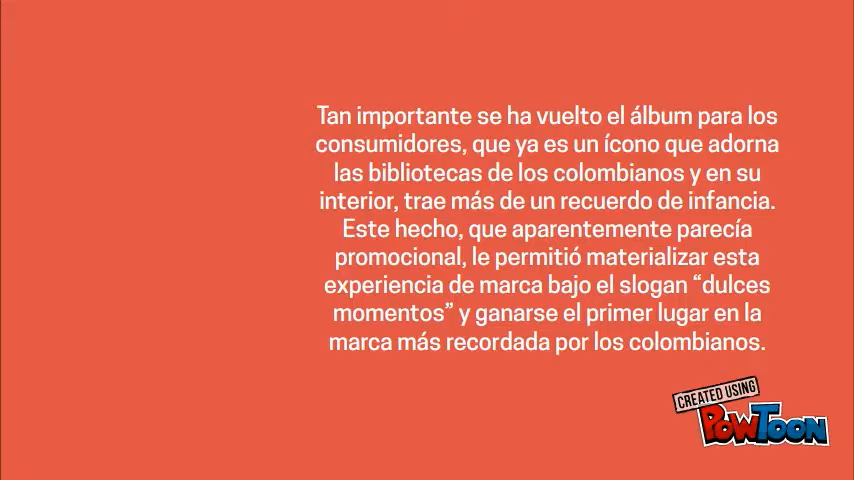 Tan importante se ha vuelto el álbum para los
consumidores, que ya es un ícono que adorna
las bibliotecas de los colombianos y en su
interior, trae más de un recuerdo de infancia.
Este hecho, que aparentemente parecía
promocional, le permitió materializar esta
experiencia de marca bajo el slogan “dulces
momentos” y ganarse el primer lugar en la
marca más recordada por los colombianos.
CREATED USING
POWTOON